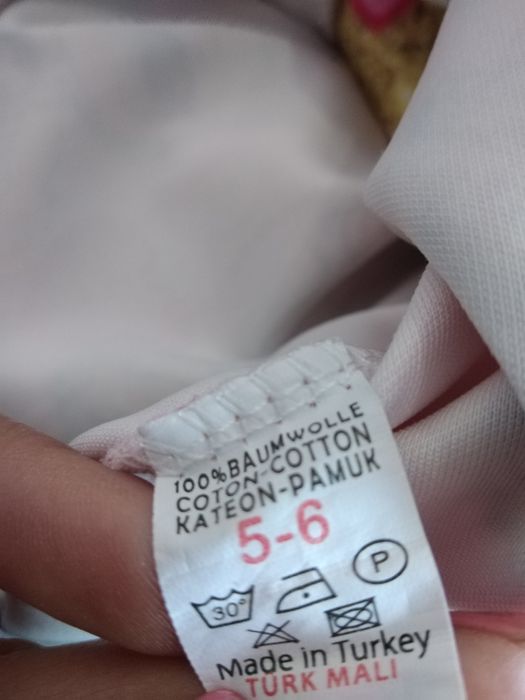 100%BAUMWOLLE
COTON-COTTON
KATEON-PAMUK
5-6
P
30°
Made in Turkey
TURK MALI